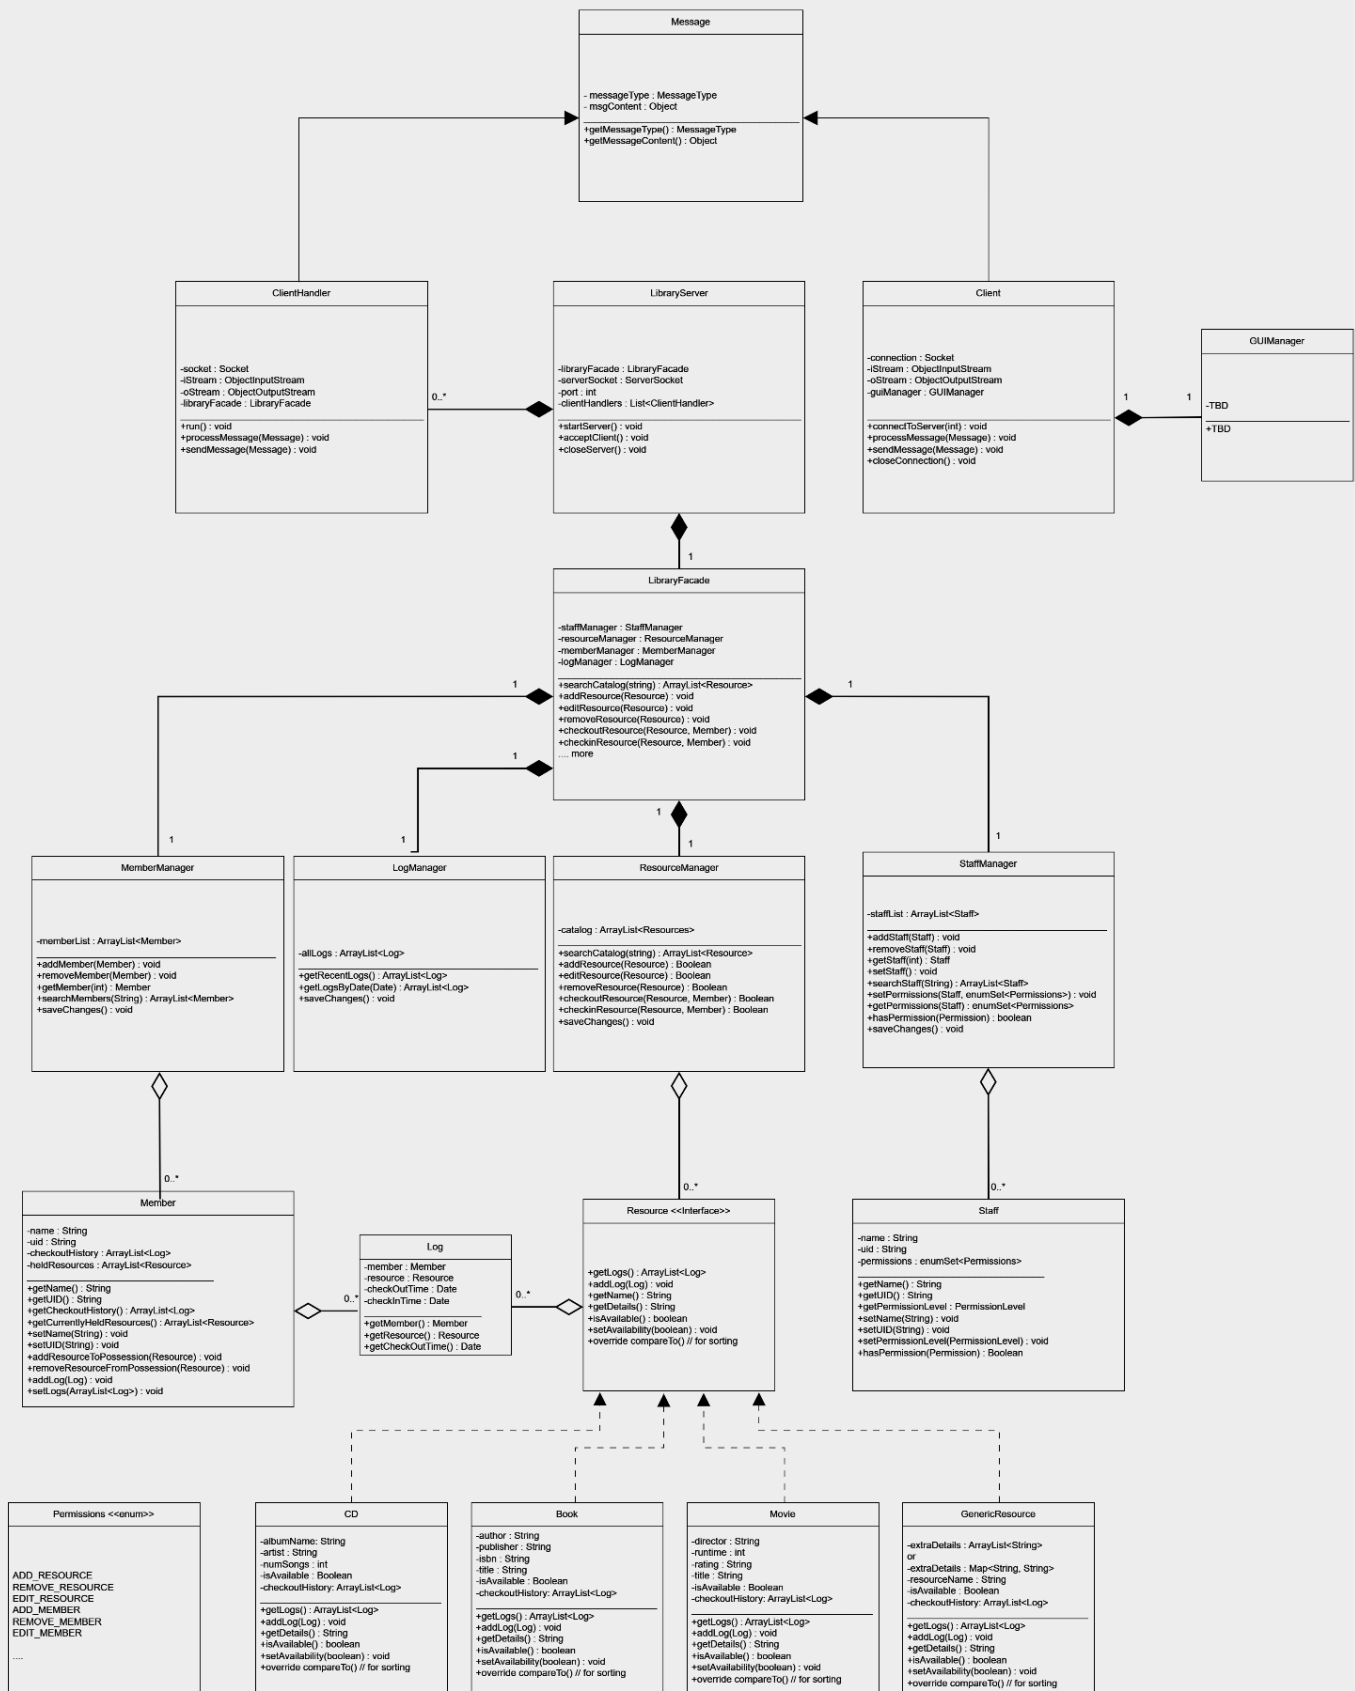 Message
- messageType : MessageType
- msgContent : Object
+getMessageType() : MessageType
+getMessageContent() : Object
ClientHandler
-socket : Socket
-iStream : ObjectInputStream
-oStream : ObjectOutputStream
-libraryFacade : LibraryFacade
+run() : void
+processMessage(Message) : void
+sendMessage(Message) : void
0..*
LibraryServer
-libraryFacade : LibraryFacade
-serverSocket : ServerSocket
-port : int
-clientHandlers : List<ClientHandler>
+startServer() : void
+acceptClient() : void
+closeServer() : void
Client
-connection : Socket
-iStream : ObjectInputStream
-oStream : ObjectOutputStream
-guiManager : GUIManager
+connectToServer(int) : void
+processMessage(Message) : void
+sendMessage(Message) : void
+closeConnection() : void
1
1
GUIManager
-TBD
+TBD
1
LibraryFacade
-staffManager : StaffManager
-resourceManager : ResourceManager
-memberManager : MemberManager
-logManager : LogManager
+searchCatalog(string) : ArrayList<Resource>
+addResource(Resource) : void
+editResource(Resource) : void
+removeResource(Resource) : void
+checkoutResource(Resource, Member) : void
+checkinResource(Resource, Member) : void
.... more
1
1
1
1
1
1
1
1
MemberManager
-memberList : ArrayList<Member>
+addMember(Member) : void
+removeMember(Member) : void
+getMember(int) : Member
+searchMembers(String) : ArrayList<Member>
+saveChanges() : void
LogManager
-allLogs : ArrayList<Log>
+getRecentLogs() : ArrayList<Log>
+getLogsByDate(Date) : ArrayList<Log>
+saveChanges() : void
ResourceManager
-catalog : ArrayList<Resources>
+searchCatalog(string) : ArrayList<Resource>
+addResource(Resource) : Boolean
+editResource(Resource) : Boolean
+removeResource(Resource) : Boolean
+checkoutResource(Resource, Member) : Boolean
+checkinResource(Resource, Member) : Boolean
+saveChanges() : void
StaffManager
-staffList : ArrayList<Staff>
+addStaff(Staff) : void
+removeStaff(Staff) : void
+getStaff(int) : Staff
+setStaff() : void
+searchStaff(String) : ArrayList<Staff>
+setPermissions(Staff, enumSet<Permissions>) : void
+getPermissions(Staff) : enumSet<Permissions>
+hasPermission(Permission) : boolean
+saveChanges() : void
0..*
0..*
0..*
Member
-name : String
-uid : String
-checkoutHistory : ArrayList<Log>
-heldResources : ArrayList<Resource>
+getName() : String
+getUID() : String
+getCheckoutHistory() : ArrayList<Log>
+getCurrentlyHeldResources() : ArrayList<Resource>
+setName(String) : void
+setUID(String) : void
+addResourceToPossession(Resource) : void
+removeResourceFromPossession(Resource) : void
+addLog(Log) : void
+setLogs(ArrayList<Log>) : void
0..*
Log
-member : Member
-resource : Resource
-checkOutTime : Date
-checkInTime : Date
+getMember() : Member
+getResource() : Resource
+getCheckOutTime() : Date
0..*
Resource <<Interface>>
+getLogs() : ArrayList<Log>
+addLog(Log) : void
+getName() : String
+getDetails() : String
+isAvailable() : boolean
+setAvailability(boolean) : void
+override compareTo() // for sorting
Staff
-name : String
-uid : String
-permissions : enumSet<Permissions>
+getName() : String
+getUID() : String
+getPermissionLevel : PermissionLevel
+setName(String) : void
+setUID(String) : void
+setPermissionLevel(PermissionLevel) : void
+hasPermission(Permission) : Boolean
Permissions <<enum>>
ADD_RESOURCE
REMOVE_RESOURCE
EDIT_RESOURCE
ADD_MEMBER
REMOVE_MEMBER
EDIT_MEMBER
....
CD
-albumName: String
-artist : String
-numSongs : int
-isAvailable : Boolean
-checkoutHistory: ArrayList<Log>
+getLogs() : ArrayList<Log>
+addLog(Log) : void
+getDetails() : String
+isAvailable() : boolean
+setAvailability(boolean) : void
+override compareTo() // for sorting
Book
-author : String
-publisher : String
-isbn : String
-title : String
-isAvailable : Boolean
-checkoutHistory: ArrayList<Log>
+getLogs() : ArrayList<Log>
+addLog(Log) : void
+getDetails() : String
+isAvailable() : boolean
+setAvailability(boolean) : void
+override compareTo() // for sorting
Movie
-director : String
-runtime : int
-rating : String
-title : String
-isAvailable : Boolean
-checkoutHistory: ArrayList<Log>
+getLogs() : ArrayList<Log>
+addLog(Log) : void
+getDetails() : String
+isAvailable() : boolean
+setAvailability(boolean) : void
+override compareTo() // for sorting
GenericResource
-extraDetails : ArrayList<String>
or
-extraDetails : Map<String, String>
-resourceName : String
-isAvailable : Boolean
-checkoutHistory: ArrayList<Log>
+getLogs() : ArrayList<Log>
+addLog(Log) : void
+getDetails() : String
+isAvailable() : boolean
+setAvailability(boolean) : void
+override compareTo() // for sorting